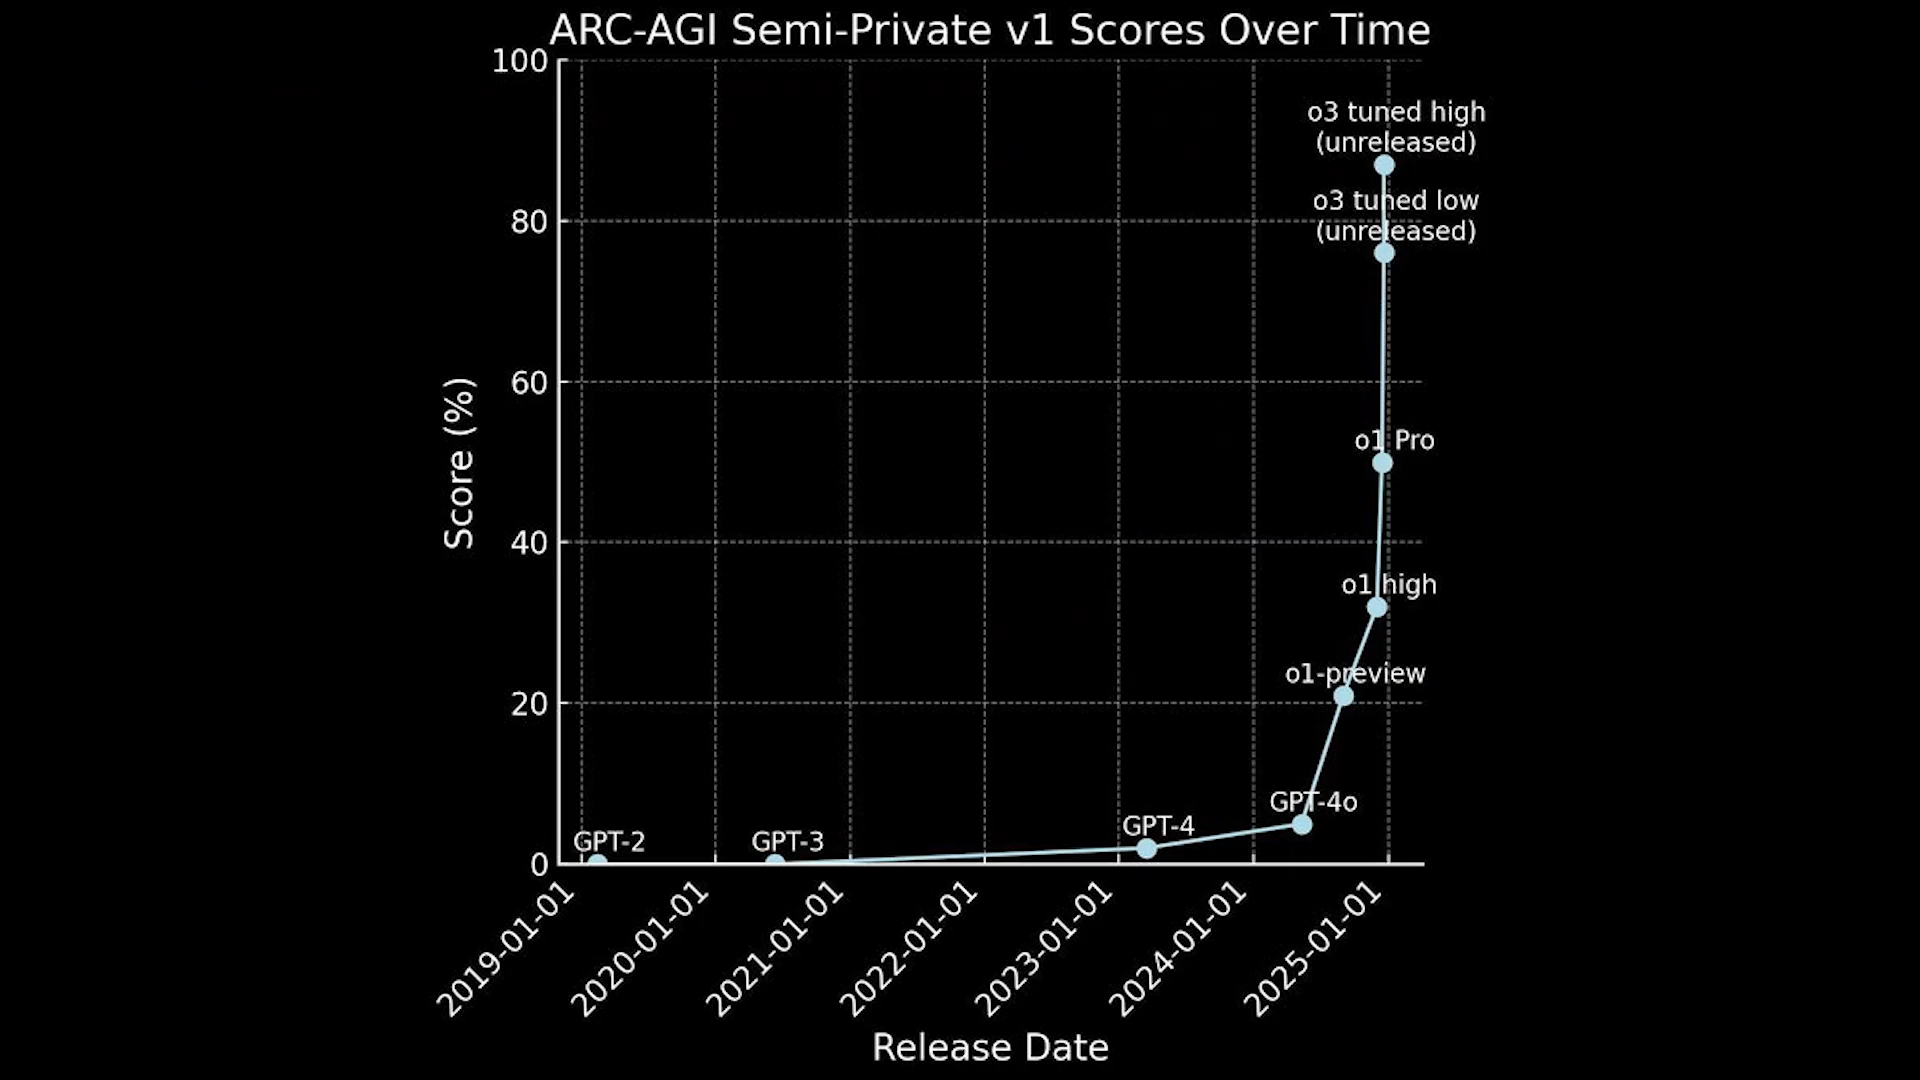 ARC-AGI Semi-Private v1 Scores Over Time
100
80
60
40
20
0
Score (%)
o3 tuned high
(unreleased)
o3 tuned low
(unreleased)
o1 Pro
o1 high
o1-preview
GPT-4o
GPT-4
GPT-3
GPT-2
2019-01-01
2020-01-01
2021-01-01
2022-01-01
2023-01-01
2024-01-01
2025-01-01
Release Date